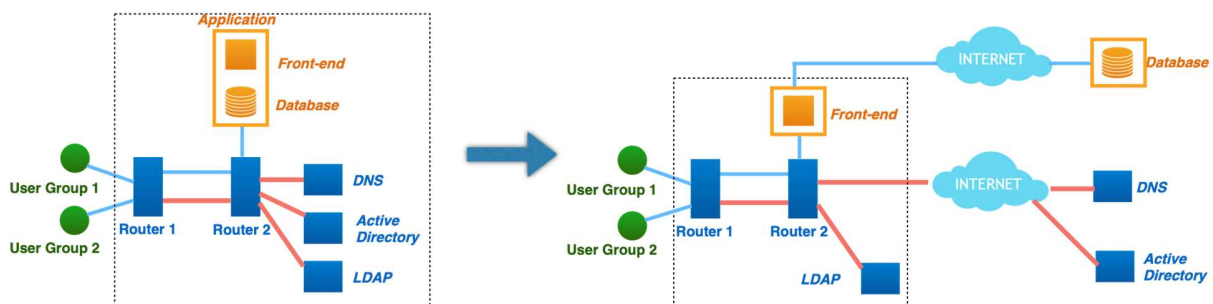 Application
Front-end
Database
User Group 1
User Group 2
Router 1
Router 2
DNS
Active
Directory
LDAP
INTERNET
Database
Front-end
User Group 1
User Group 2
Router 1
Router 2
INTERNET
DNS
LDAP
Active
Directory